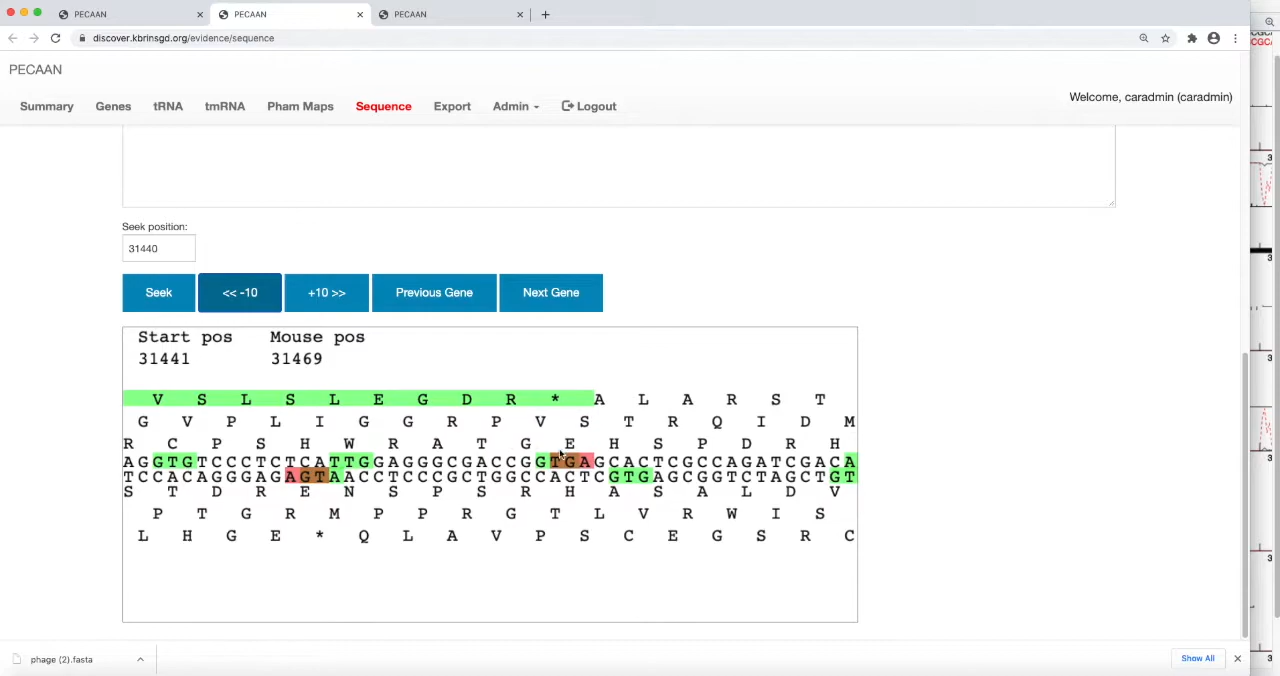 PECAAN
PECAAN
PECAAN
discover.kbrinsgd.org/evidence/sequence
PECAAN
Summary Genes tRNA tmRNA Pham Maps Sequence Export Admin Logout
Welcome, caradmin (caradmin)
Seek position:
31440
Seek << -10 +10 >> Previous Gene Next Gene
Start pos Mouse pos
31441 31469
V S L S L E G D R * A L A R S T
G V P L I G G R P V S T R Q I D M
R C P S H W R A T G E H S P D R H
AGGTGTCCCTCTCATTGGAGGGCGACCGGTGAGCACTCGCCAGATCGACA
TCCACAGGGAGAGTAACCTCCCGCTGGCCACTCGTGAGCGGTCTAGCTGT
S T D R E N S P S R H A S A L D V
P T G R M P P R G T L V R W I S
L H G E * Q L A V P S C E G S R C
phage (2).fasta
Show All